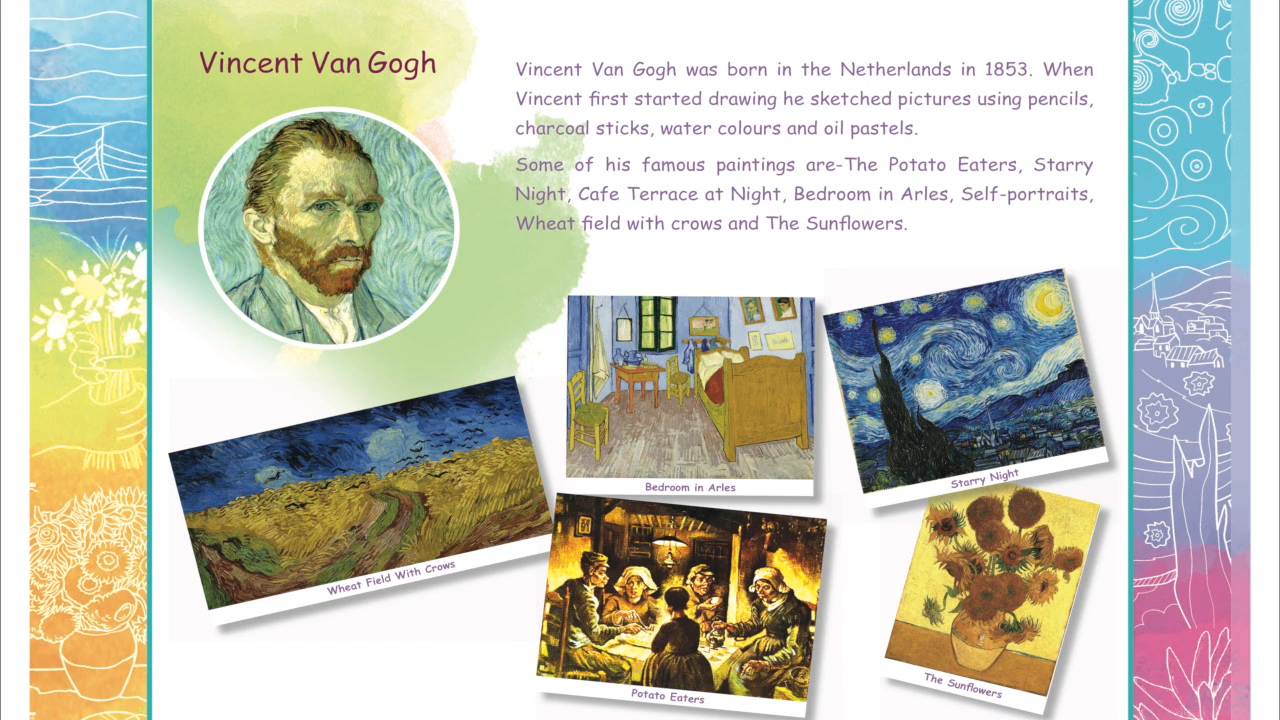 Vincent Van Gogh
Vincent Van Gogh was born in the Netherlands in 1853. When
Vincent first started drawing he sketched pictures using pencils,
charcoal sticks, water colours and oil pastels.
Some of his famous paintings are-The Potato Eaters, Starry
Night, Cafe Terrace at Night, Bedroom in Arles, Self-portraits,
Wheat field with crows and The Sunflowers.
Bedroom in Arles
Starry Night
Wheat Field With Crows
Potato Eaters
The Sunflowers